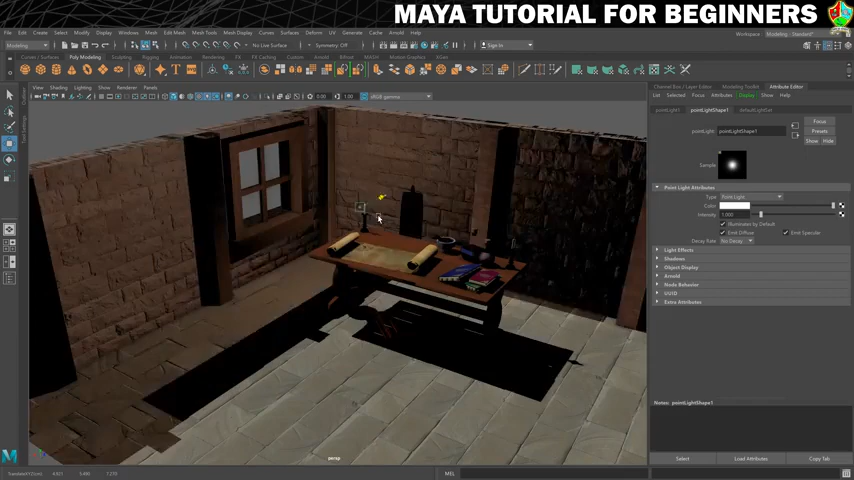 MAYA TUTORIAL FOR BEGINNERS
File Edit Create Select Modify Display Windows Mesh Edit Mesh Mesh Tools Mesh Display Curves Surfaces Deform UV Generate Cache Arnold Help
Workspace: Modeling - Standard*
Modeling
No Live Surface
Symmetry: Off
Sign In
Curves / Surfaces Poly Modeling Sculpting Rigging Animation Rendering FX FX Caching Custom Arnold Bifrost MASH Motion Graphics XGen
View Shading Lighting Show Renderer Panels
0.00 1.00 sRGB gamma
Channel Box / Layer Editor Modeling Toolkit Attribute Editor
List Selected Focus Attributes Display Show Help
pointLight1 pointLightShape1 defaultLightSet
Focus
pointLight: pointLightShape1
Presets
Show Hide
Sample
Point Light Attributes
Type Point Light
Color
Intensity 1.000
Illuminates by Default
Emit Diffuse Emit Specular
Decay Rate No Decay
Light Effects
Shadows
Object Display
Arnold
Node Behavior
UUID
Extra Attributes
Notes: pointLightShape1
persp
Select Load Attributes Copy Tab
MEL